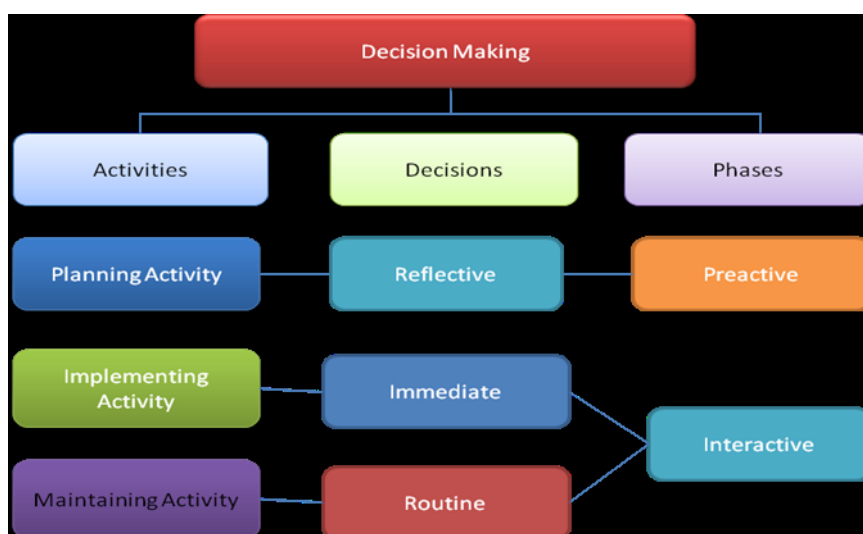 Decision Making
Activities
Decisions
Phases
Planning Activity
Reflective
Preactive
Implementing
Activity
Immediate
Interactive
Maintaining Activity
Routine